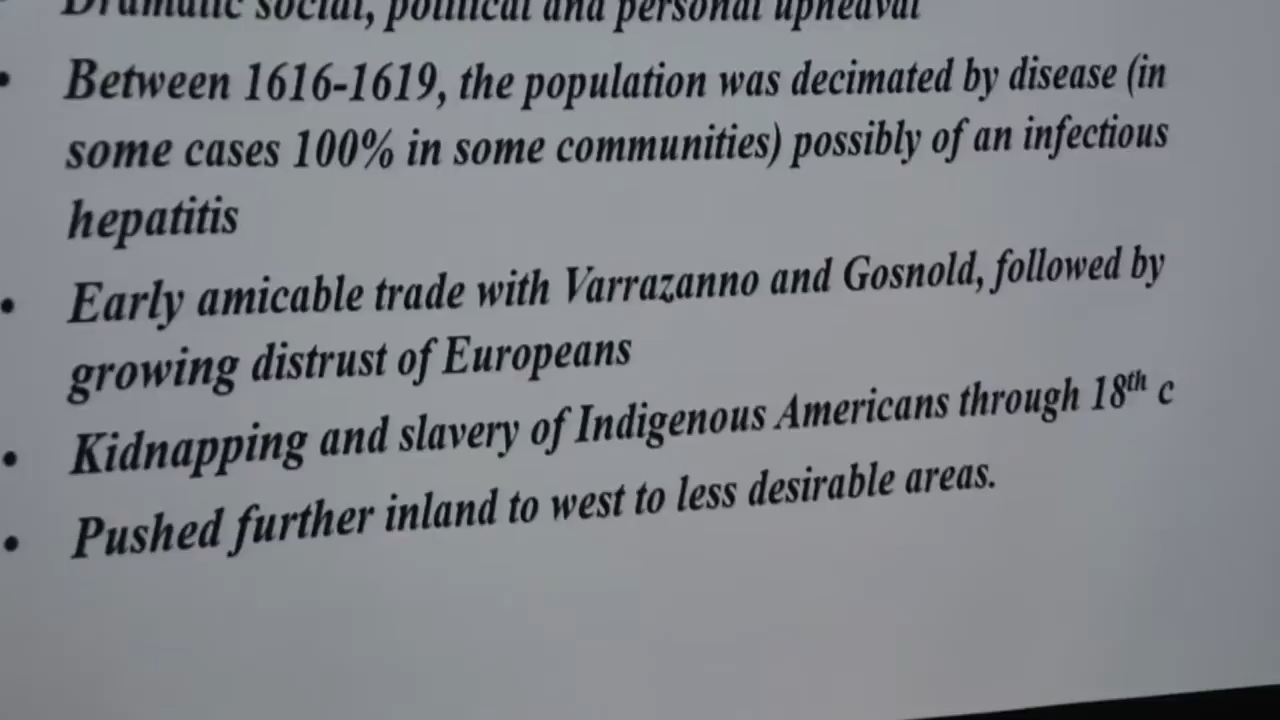 Dramatic social, political and personal upheaval
• Between 1616-1619, the population was decimated by disease (in
some cases 100% in some communities) possibly of an infectious
hepatitis
• Early amicable trade with Varrazanno and Gosnold, followed by
growing distrust of Europeans
• Kidnapping and slavery of Indigenous Americans through 18th c
• Pushed further inland to west to less desirable areas.